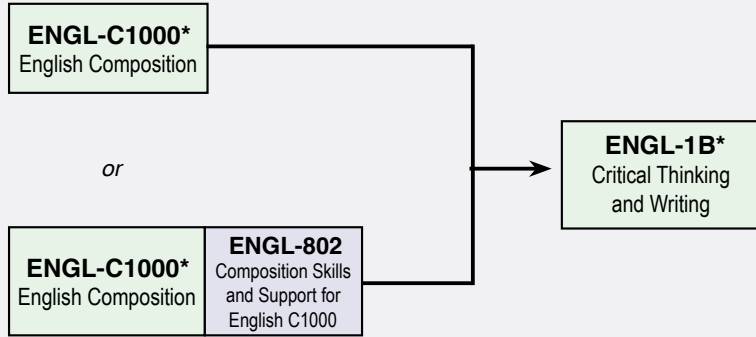 ENGL-C1000*
English Composition
or
ENGL-C1000*
English Composition
ENGL-802
Composition Skills
and Support for
English C1000
ENGL-1B*
Critical Thinking
and Writing